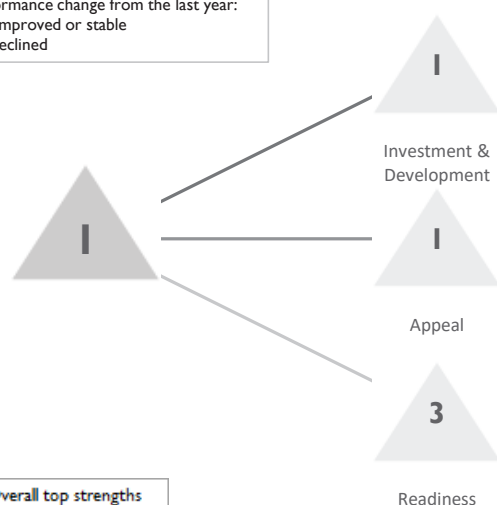 ormance change from the last year:
mproved or stable
eclined
1
Investment &
Development
1
1
Appeal
3
verall top strengths
Readiness